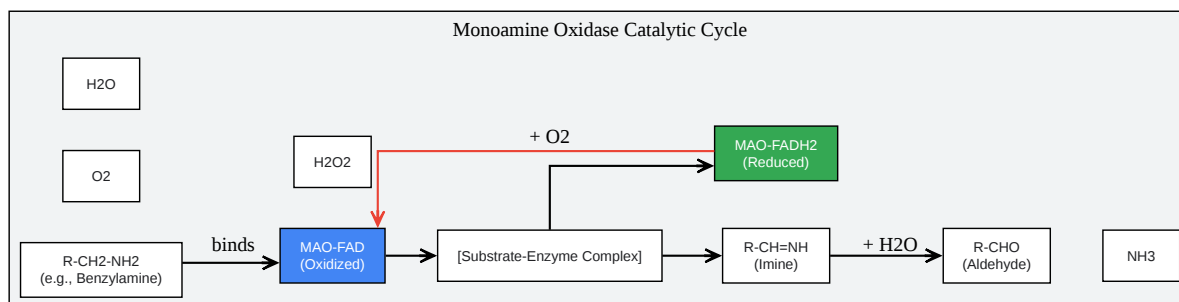 Monoamine Oxidase Catalytic Cycle
H2O
+ O2
O2
H2O2
MAO-FADH2
(Reduced)
R-CH2-NH2
(e.g., Benzylamine)
binds
MAO-FAD
(Oxidized)
[Substrate-Enzyme Complex]
R-CH=NH
(Imine)
+ H2O
R-CHO
(Aldehyde)
NH3